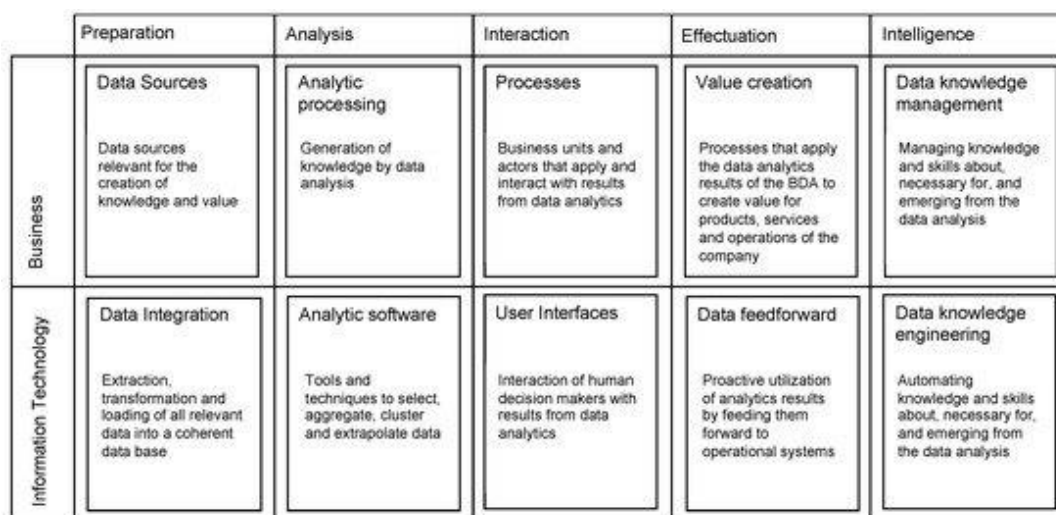 Preparation
Analysis
Interaction
Effectuation
Intelligence
Business
Data Sources
Data sources
relevant for the
creation of
knowledge and value
Analytic
processing
Generation of
knowledge by data
analysis
Processes
Business units and
actors that apply and
interact with results
from data analytics
Value creation
Processes that apply
the data analytics
results of the BDA to
create value for
products, services
and operations of the
company
Data knowledge
management
Managing knowledge
and skills about,
necessary for, and
emerging from the
data analysis
Information Technology
Data Integration
Extraction,
transformation and
loading of all relevant
data into a coherent
data base
Analytic software
Tools and
techniques to select,
aggregate, cluster
and extrapolate data
User Interfaces
Interaction of human
decision makers with
results from data
analytics
Data feedforward
Proactive utilization
of analytics results
by feeding them
forward to
operational systems
Data knowledge
engineering
Automating
knowledge and skills
about, necessary for,
and emerging from
the data analysis